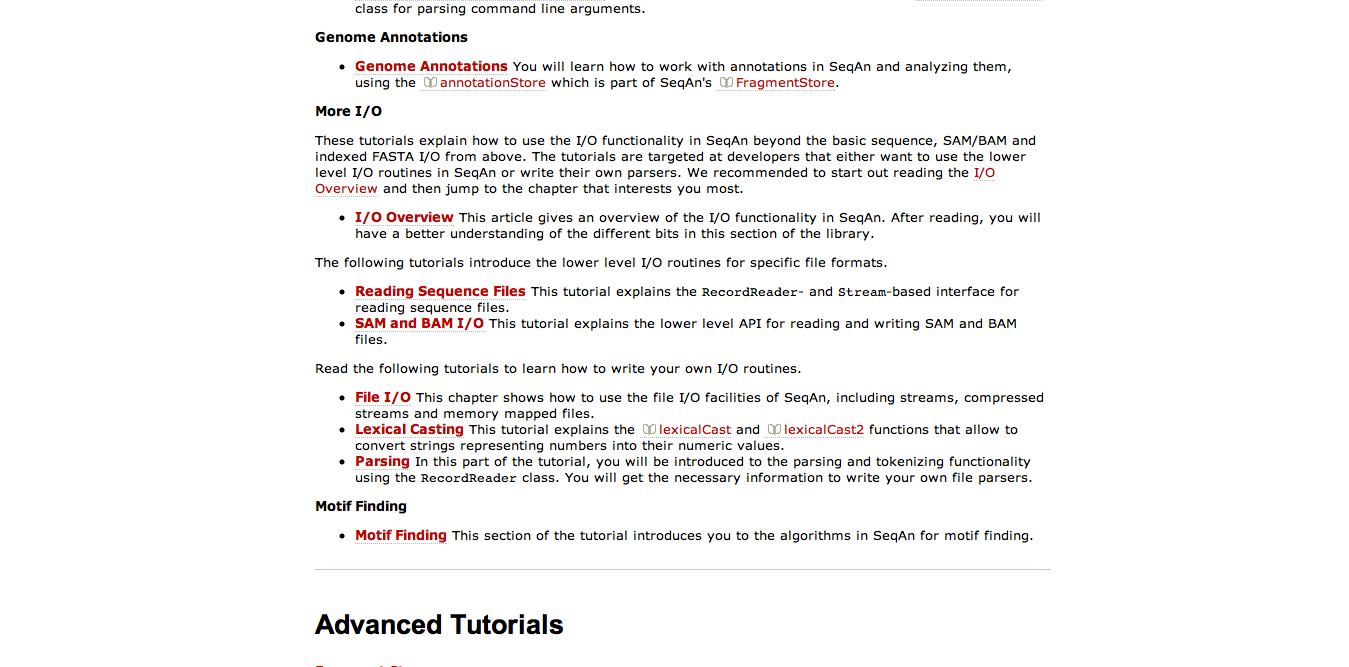 class for parsing command line arguments.
Genome Annotations
Genome Annotations You will learn how to work with annotations in SeqAn and analyzing them,
using the annotationStore which is part of SeqAn's FragmentStore.
More I/O
These tutorials explain how to use the I/O functionality in SeqAn beyond the basic sequence, SAM/BAM and
indexed FASTA I/O from above. The tutorials are targeted at developers that either want to use the lower
level I/O routines in SeqAn or write their own parsers. We recommended to start out reading the I/O
Overview and then jump to the chapter that interests you most.
I/O Overview This article gives an overview of the I/O functionality in SeqAn. After reading, you will
have a better understanding of the different bits in this section of the library.
The following tutorials introduce the lower level I/O routines for specific file formats.
Reading Sequence Files This tutorial explains the RecordReader- and Stream-based interface for
reading sequence files.
SAM and BAM I/O This tutorial explains the lower level API for reading and writing SAM and BAM
files.
Read the following tutorials to learn how to write your own I/O routines.
File I/O This chapter shows how to use the file I/O facilities of SeqAn, including streams, compressed
streams and memory mapped files.
Lexical Casting This tutorial explains the lexicalCast and lexicalCast2 functions that allow to
convert strings representing numbers into their numeric values.
Parsing In this part of the tutorial, you will be introduced to the parsing and tokenizing functionality
using the RecordReader class. You will get the necessary information to write your own file parsers.
Motif Finding
Motif Finding This section of the tutorial introduces you to the algorithms in SeqAn for motif finding.
Advanced Tutorials